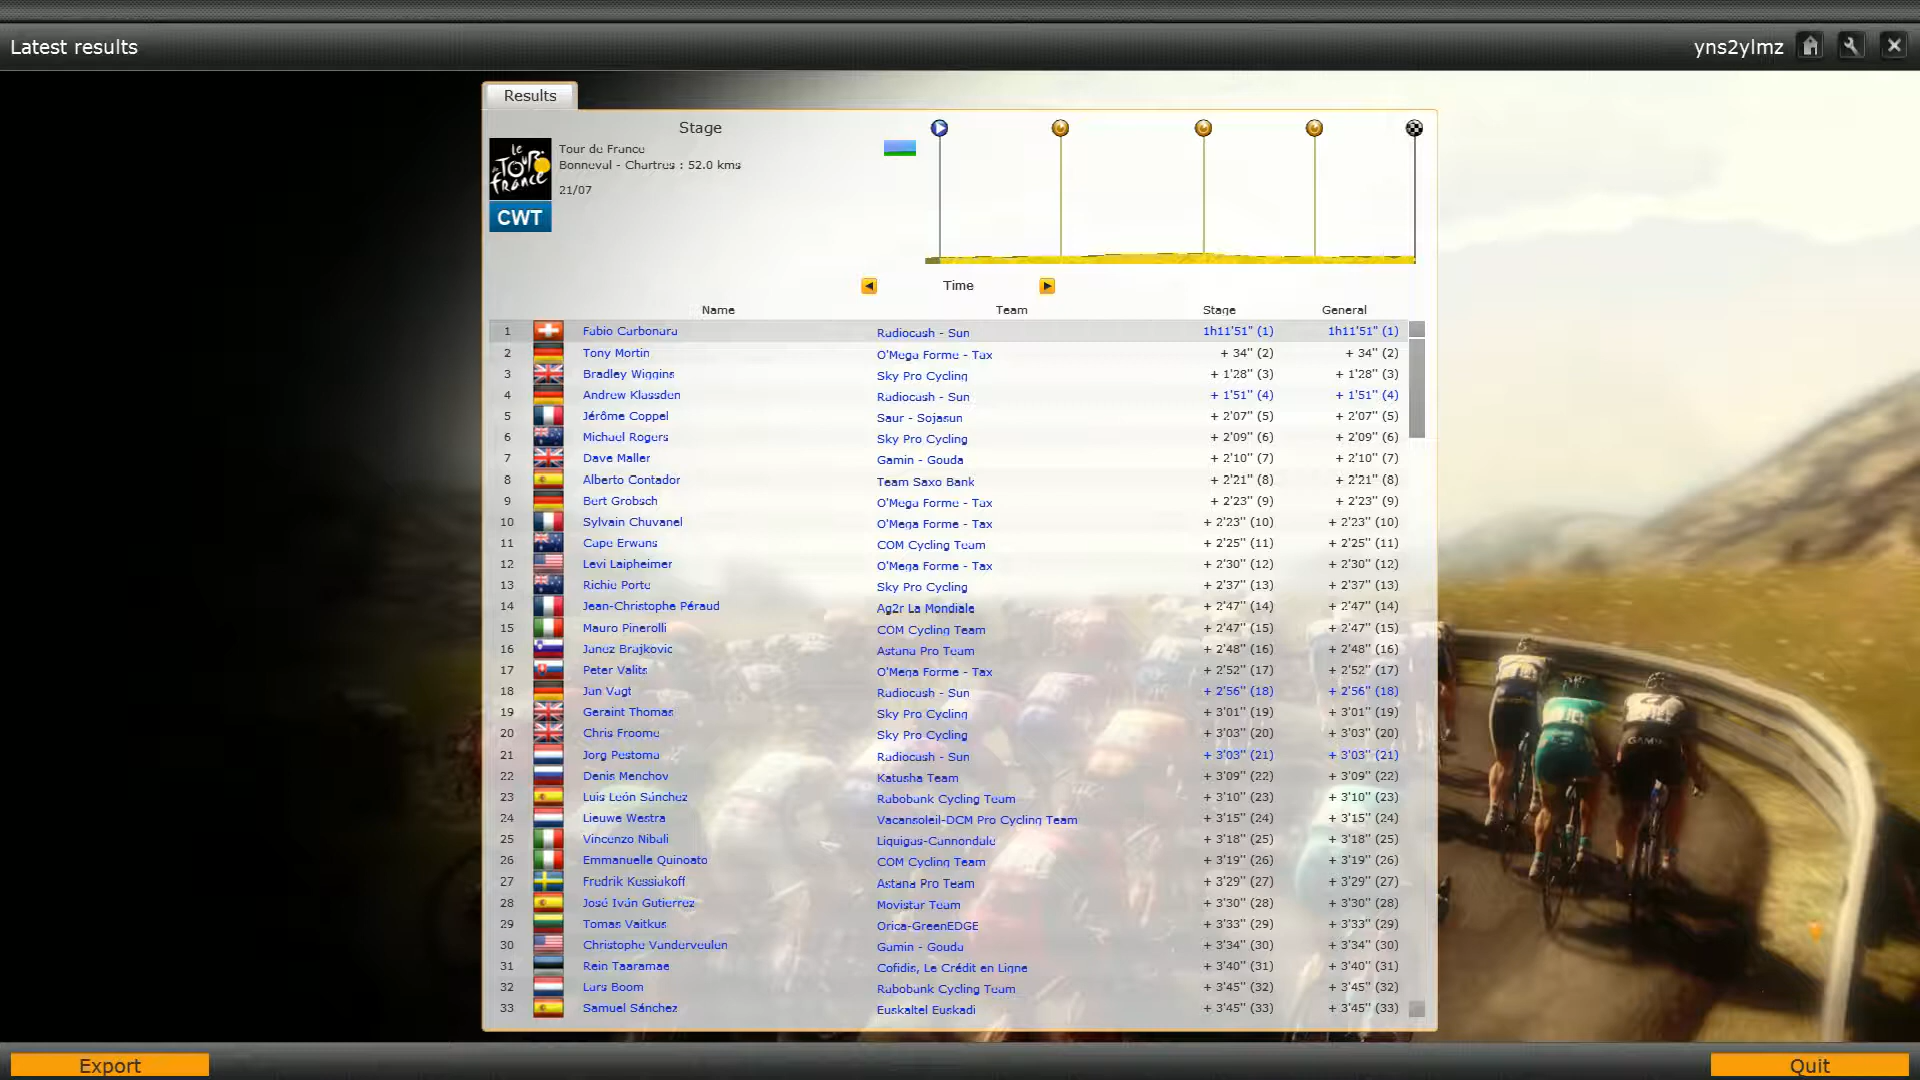 Latest results
yns2ylmz
Results
Stage
le TOUR de france
Tour de France
Bonneval - Chartres : 52.0 kms
21/07
CWT
Time
Name Team Stage General
1 Fabio Carbonara Radiocash - Sun 1h11'51" (1) 1h11'51" (1)
2 Tony Mortin O'Mega Forme - Tax + 34" (2) + 34" (2)
3 Bradley Wiggins Sky Pro Cycling + 1'28" (3) + 1'28" (3)
4 Andrew Klassden Radiocash - Sun + 1'51" (4) + 1'51" (4)
5 Jérôme Coppel Saur - Sojasun + 2'07" (5) + 2'07" (5)
6 Michael Rogers Sky Pro Cycling + 2'09" (6) + 2'09" (6)
7 Dave Maller Gamin - Gouda + 2'10" (7) + 2'10" (7)
8 Alberto Contador Team Saxo Bank + 2'21" (8) + 2'21" (8)
9 Bert Grobsch O'Mega Forme - Tax + 2'23" (9) + 2'23" (9)
10 Sylvain Chuvanel O'Mega Forme - Tax + 2'23" (10) + 2'23" (10)
11 Cape Erwans COM Cycling Team + 2'25" (11) + 2'25" (11)
12 Levi Laipheimer O'Mega Forme - Tax + 2'30" (12) + 2'30" (12)
13 Richie Porte Sky Pro Cycling + 2'37" (13) + 2'37" (13)
14 Jean-Christophe Péraud Ag2r La Mondiale + 2'47" (14) + 2'47" (14)
15 Mauro Pinerolli COM Cycling Team + 2'47" (15) + 2'47" (15)
16 Janez Brajkovic Astana Pro Team + 2'48" (16) + 2'48" (16)
17 Peter Valits O'Mega Forme - Tax + 2'52" (17) + 2'52" (17)
18 Jan Vagt Radiocash - Sun + 2'56" (18) + 2'56" (18)
19 Geraint Thomas Sky Pro Cycling + 3'01" (19) + 3'01" (19)
20 Chris Froome Sky Pro Cycling + 3'03" (20) + 3'03" (20)
21 Jorg Pestoma Radiocash - Sun + 3'03" (21) + 3'03" (21)
22 Denis Menchov Katusha Team + 3'09" (22) + 3'09" (22)
23 Luis León Sánchez Rabobank Cycling Team + 3'10" (23) + 3'10" (23)
24 Lieuwe Westra Vacansoleil-DCM Pro Cycling Team + 3'15" (24) + 3'15" (24)
25 Vincenzo Nibali Liquigas-Cannondale + 3'18" (25) + 3'18" (25)
26 Emmanuelle Quinoato COM Cycling Team + 3'19" (26) + 3'19" (26)
27 Fredrik Kessiakoff Astana Pro Team + 3'29" (27) + 3'29" (27)
28 José Iván Gutierrez Movistar Team + 3'30" (28) + 3'30" (28)
29 Tomas Vaitkus Orica-GreenEDGE + 3'33" (29) + 3'33" (29)
30 Christophe Vanderveulen Gamin - Gouda + 3'34" (30) + 3'34" (30)
31 Rein Taaramae Cofidis, Le Crédit en Ligne + 3'40" (31) + 3'40" (31)
32 Lars Boom Rabobank Cycling Team + 3'45" (32) + 3'45" (32)
33 Samuel Sánchez Euskaltel Euskadi + 3'45" (33) + 3'45" (33)
Export
Quit